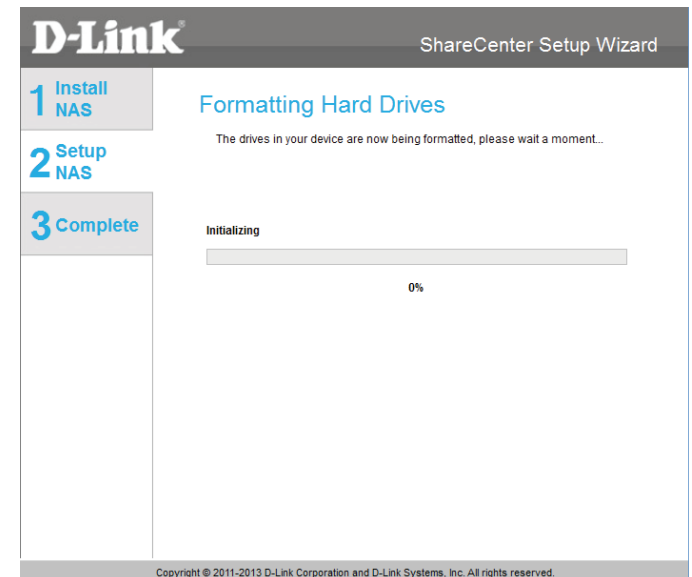 D-Link
ShareCenter Setup Wizard
1 Install
NAS
2 Setup
NAS
3 Complete
Formatting Hard Drives
The drives in your device are now being formatted, please wait a moment...
Initializing
0%
Copyright © 2011-2013 D-Link Corporation and D-Link Systems, Inc. All rights reserved.